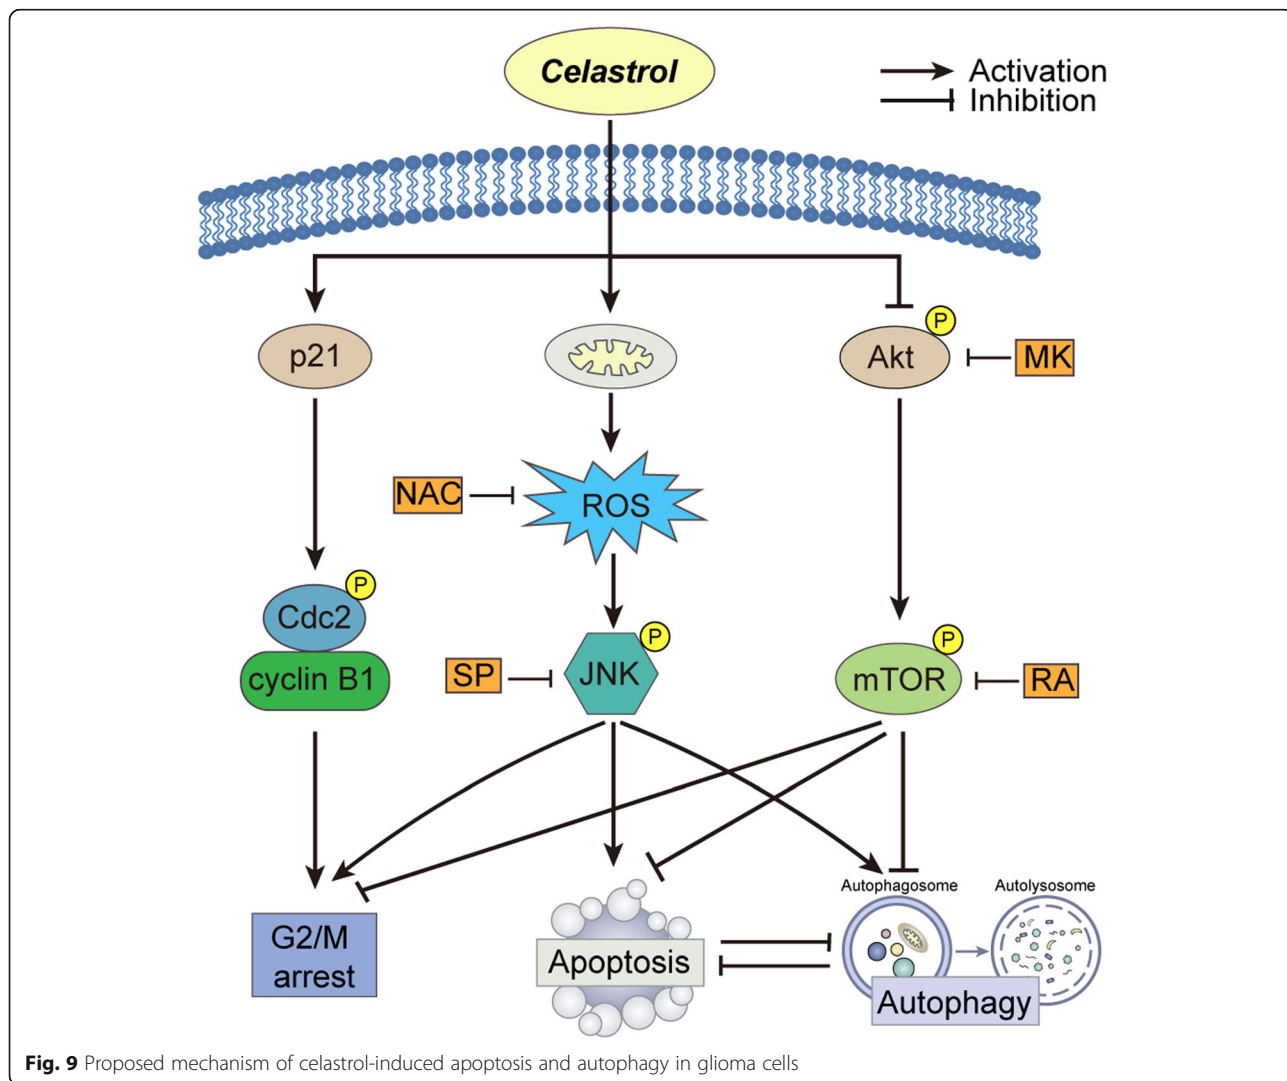 Celastrol
Activation
Inhibition
p21
P
Akt
MK
NAC
ROS
P
Cdc2
cyclin B1
SP
P
JNK
P
mTOR
RA
Autophagosome
Autolysosome
G2/M
arrest
Apoptosis
Autophagy
Fig. 9 Proposed mechanism of celastrol-induced apoptosis and autophagy in glioma cells